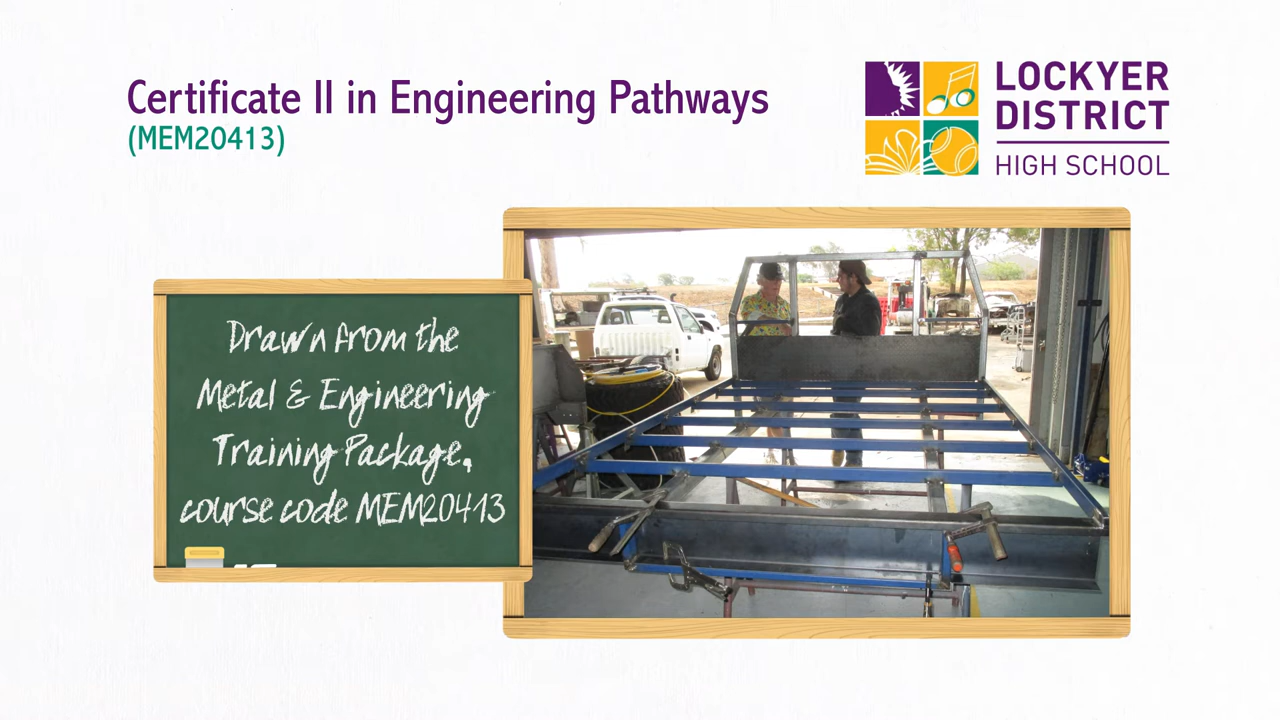 Certificate II in Engineering Pathways
(MEM20413)
LOCKYER
DISTRICT
HIGH SCHOOL
Drawn from the
Metal & Engineering
Training Package,
course code MEM20413